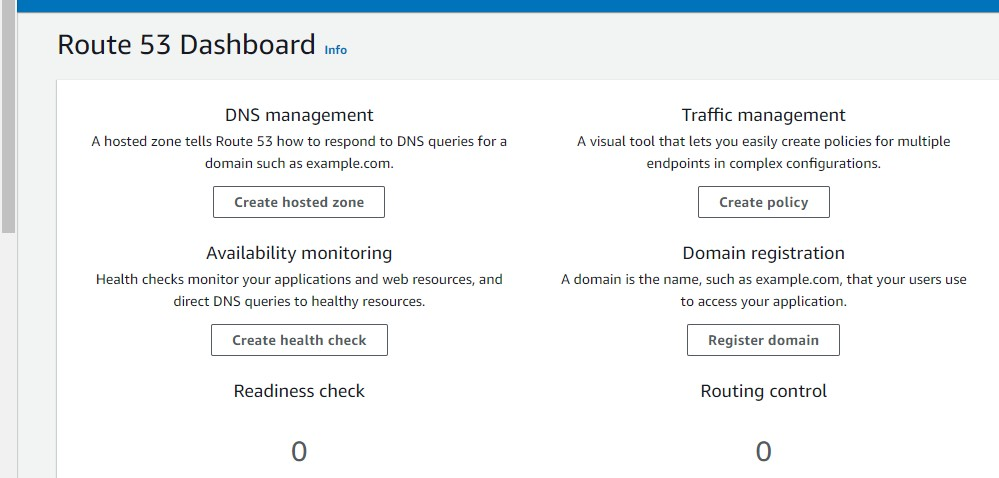 Route 53 Dashboard Info
DNS management
A hosted zone tells Route 53 how to respond to DNS queries for a
domain such as example.com.
Create hosted zone
Traffic management
A visual tool that lets you easily create policies for multiple
endpoints in complex configurations.
Create policy
Availability monitoring
Health checks monitor your applications and web resources, and
direct DNS queries to healthy resources.
Create health check
Domain registration
A domain is the name, such as example.com, that your users use
to access your application.
Register domain
Readiness check
0
Routing control
0